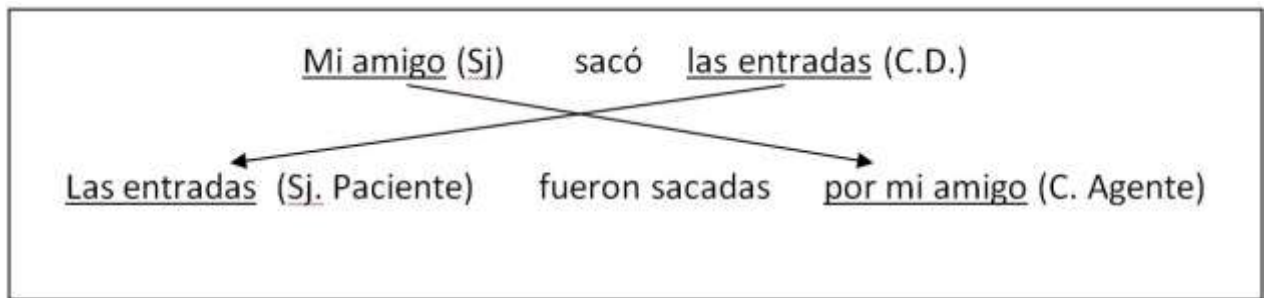 Mi amigo (Sj) sacó las entradas (C.D.)
Las entradas (Sj. Paciente) fueron sacadas por mi amigo (C. Agente)